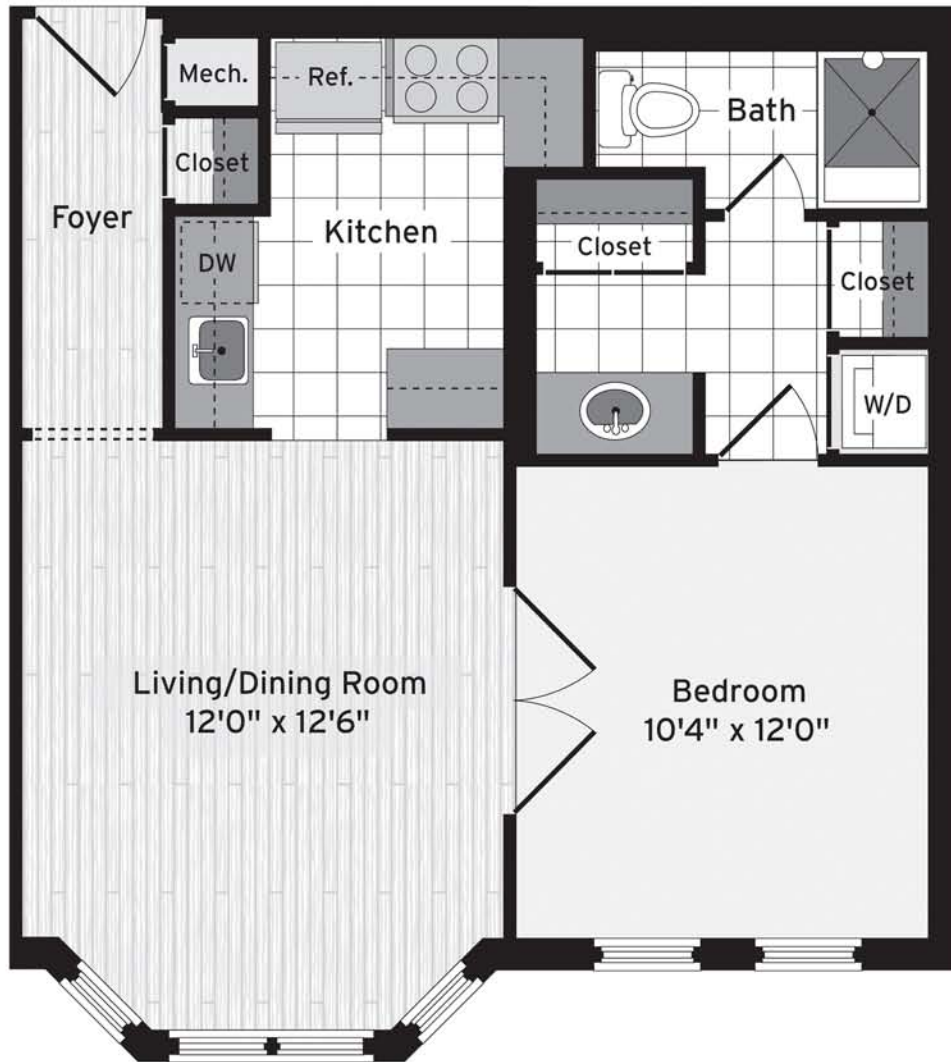 Mech.
Ref.
Bath
Closet
Foyer
Kitchen
Closet
DW
Closet
W/D
Living/Dining Room
12'0" x 12'6"
Bedroom
10'4" x 12'0"